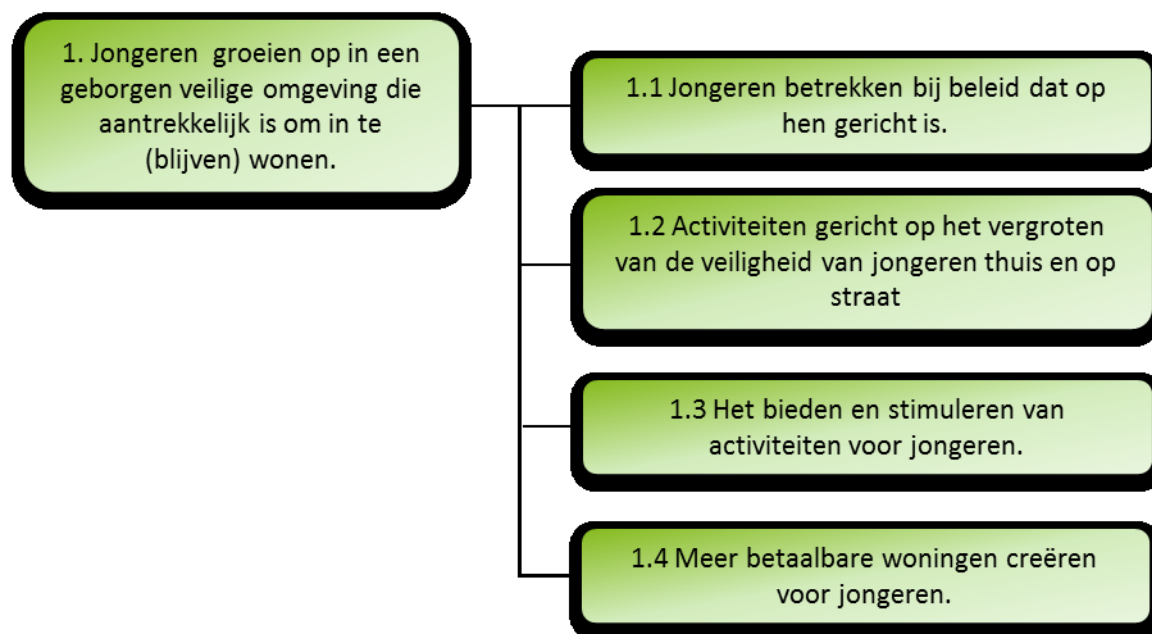 1. Jongeren groeien op in een
geborgen veilige omgeving die
aantrekkelijk is om in te
(blijven) wonen.
1.1 Jongeren betrekken bij beleid dat op
hen gericht is.
1.2 Activiteiten gericht op het vergroten
van de veiligheid van jongeren thuis en op
straat
1.3 Het bieden en stimuleren van
activiteiten voor jongeren.
1.4 Meer betaalbare woningen creëren
voor jongeren.